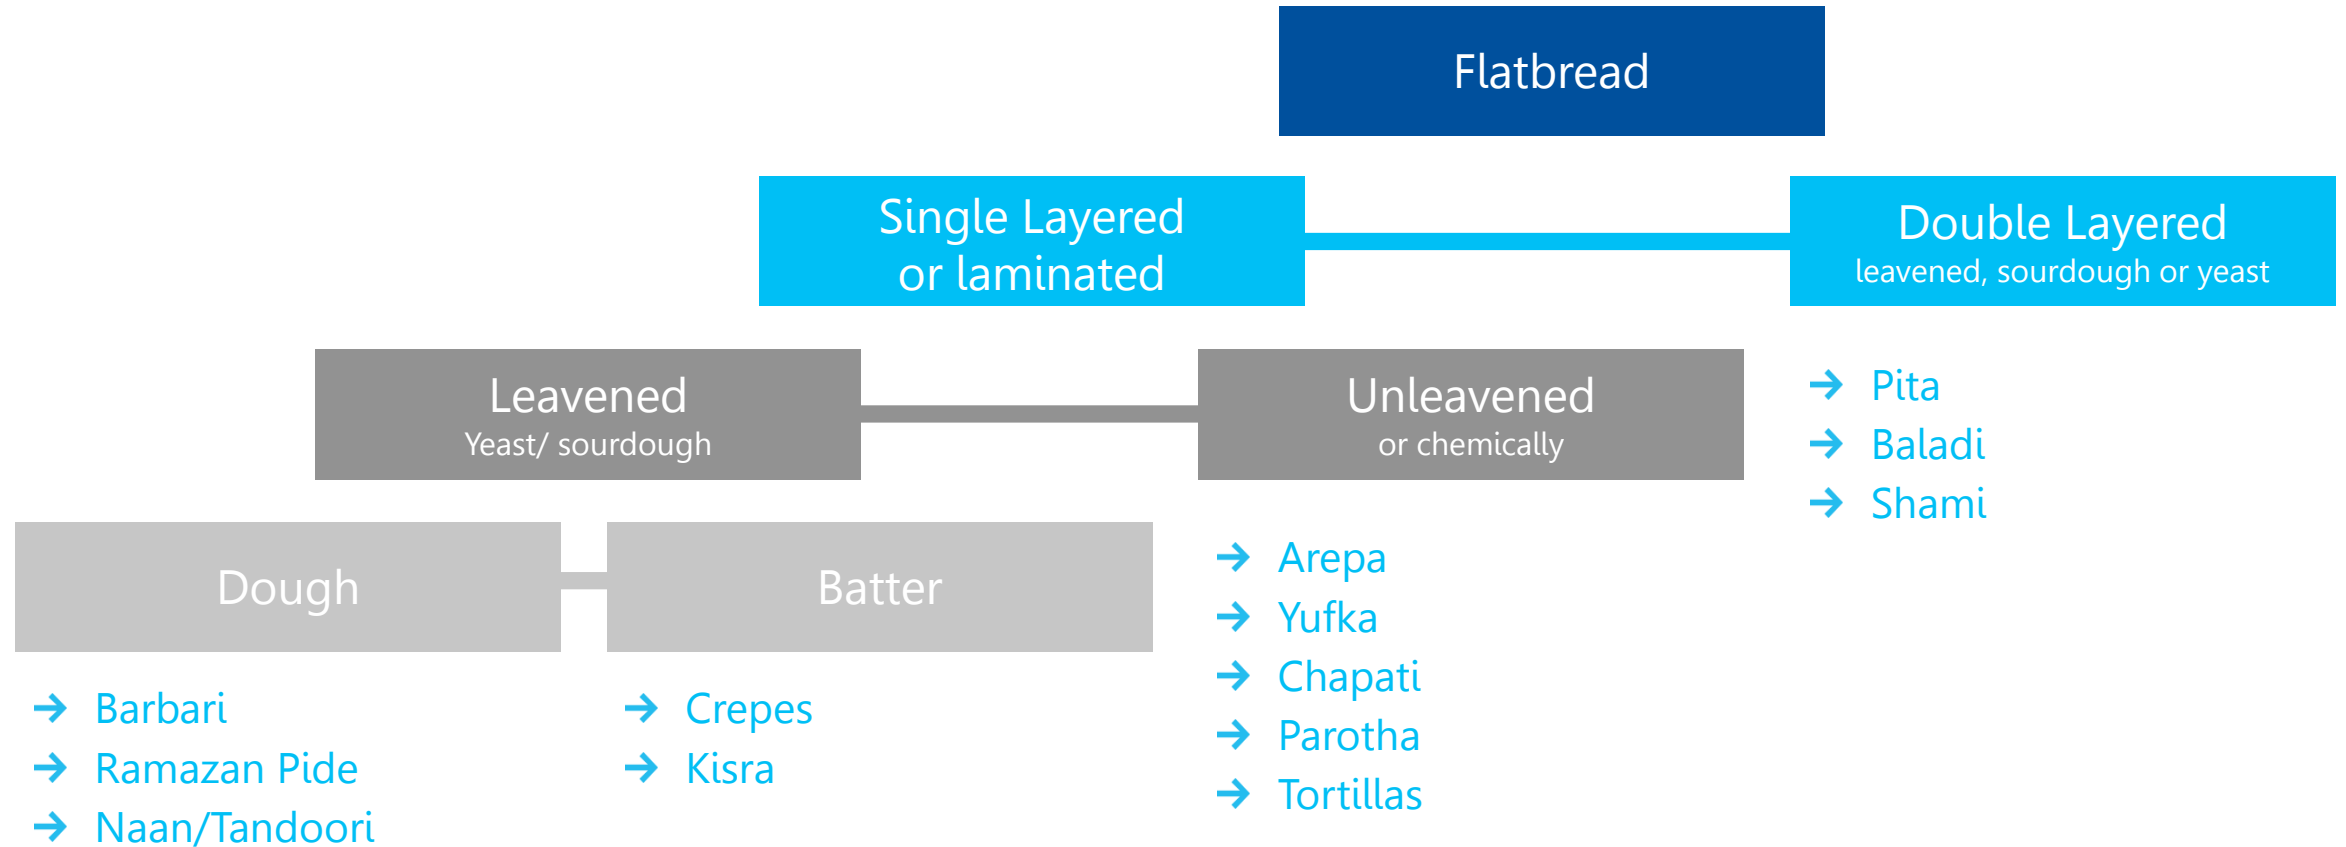 Flatbread
Single Layered
or laminated
Double Layered
leavened, sourdough or yeast
Leavened
Yeast/ sourdough
Unleavened
or chemically
Pita
Baladi
Shami
Dough
Batter
Arepa
Yufka
Chapati
Parotha
Tortillas
Barbari
Ramazan Pide
Naan/Tandoori
Crepes
Kisra